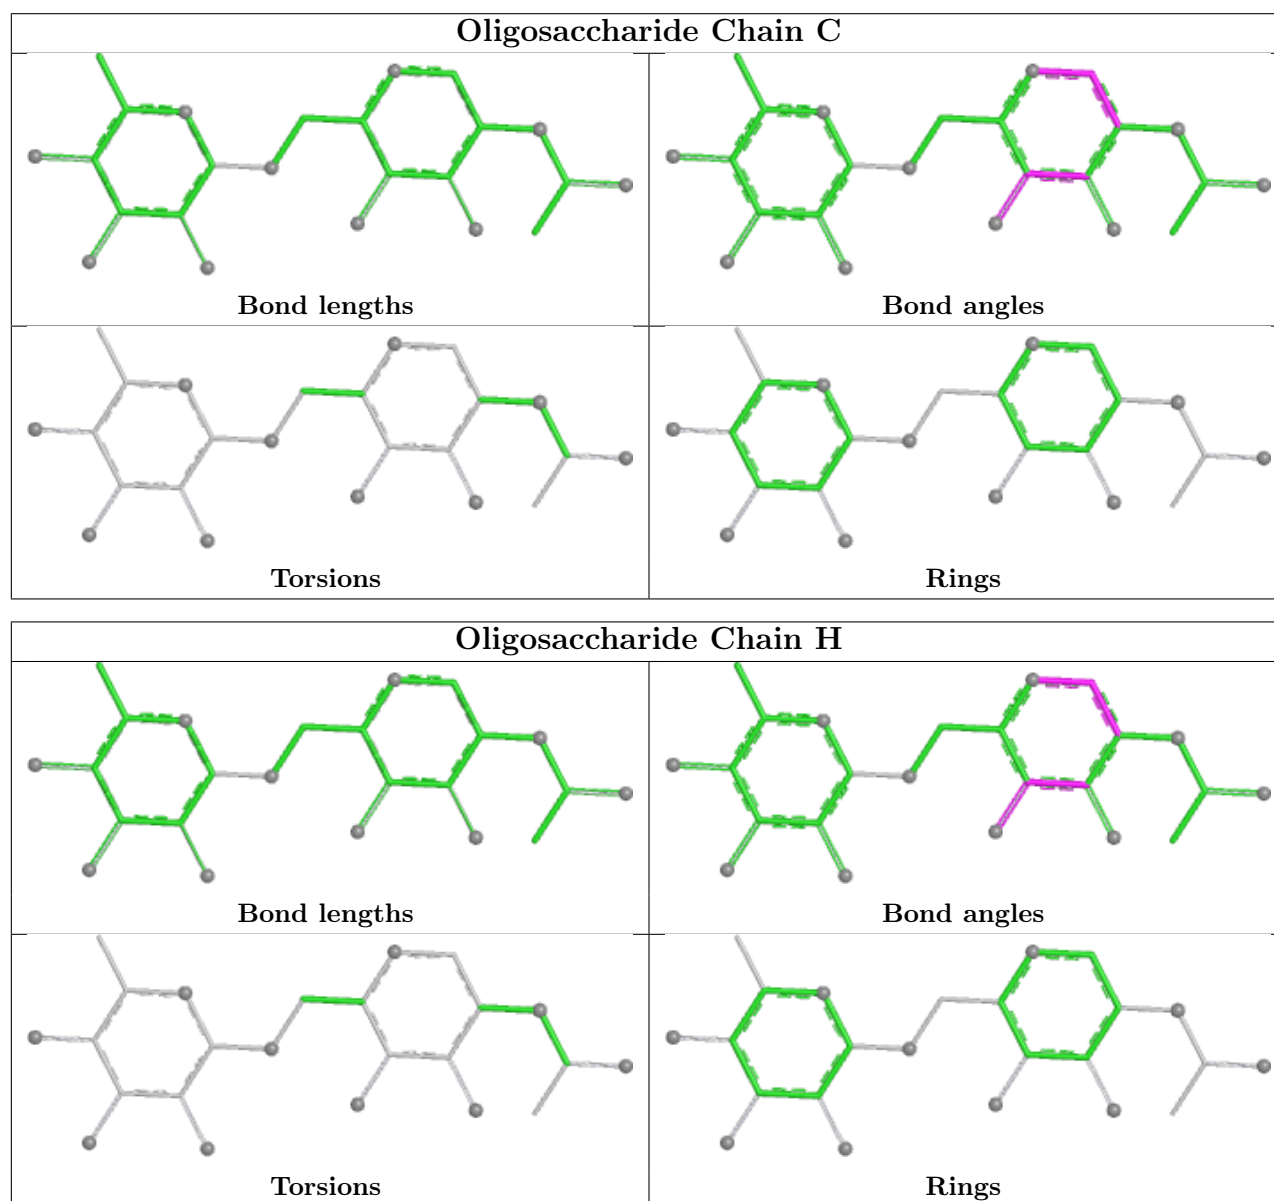 Oligosaccharide Chain C
Bond lengths
Bond angles
Torsions
Rings
Oligosaccharide Chain H
Bond lengths
Bond angles
Torsions
Rings